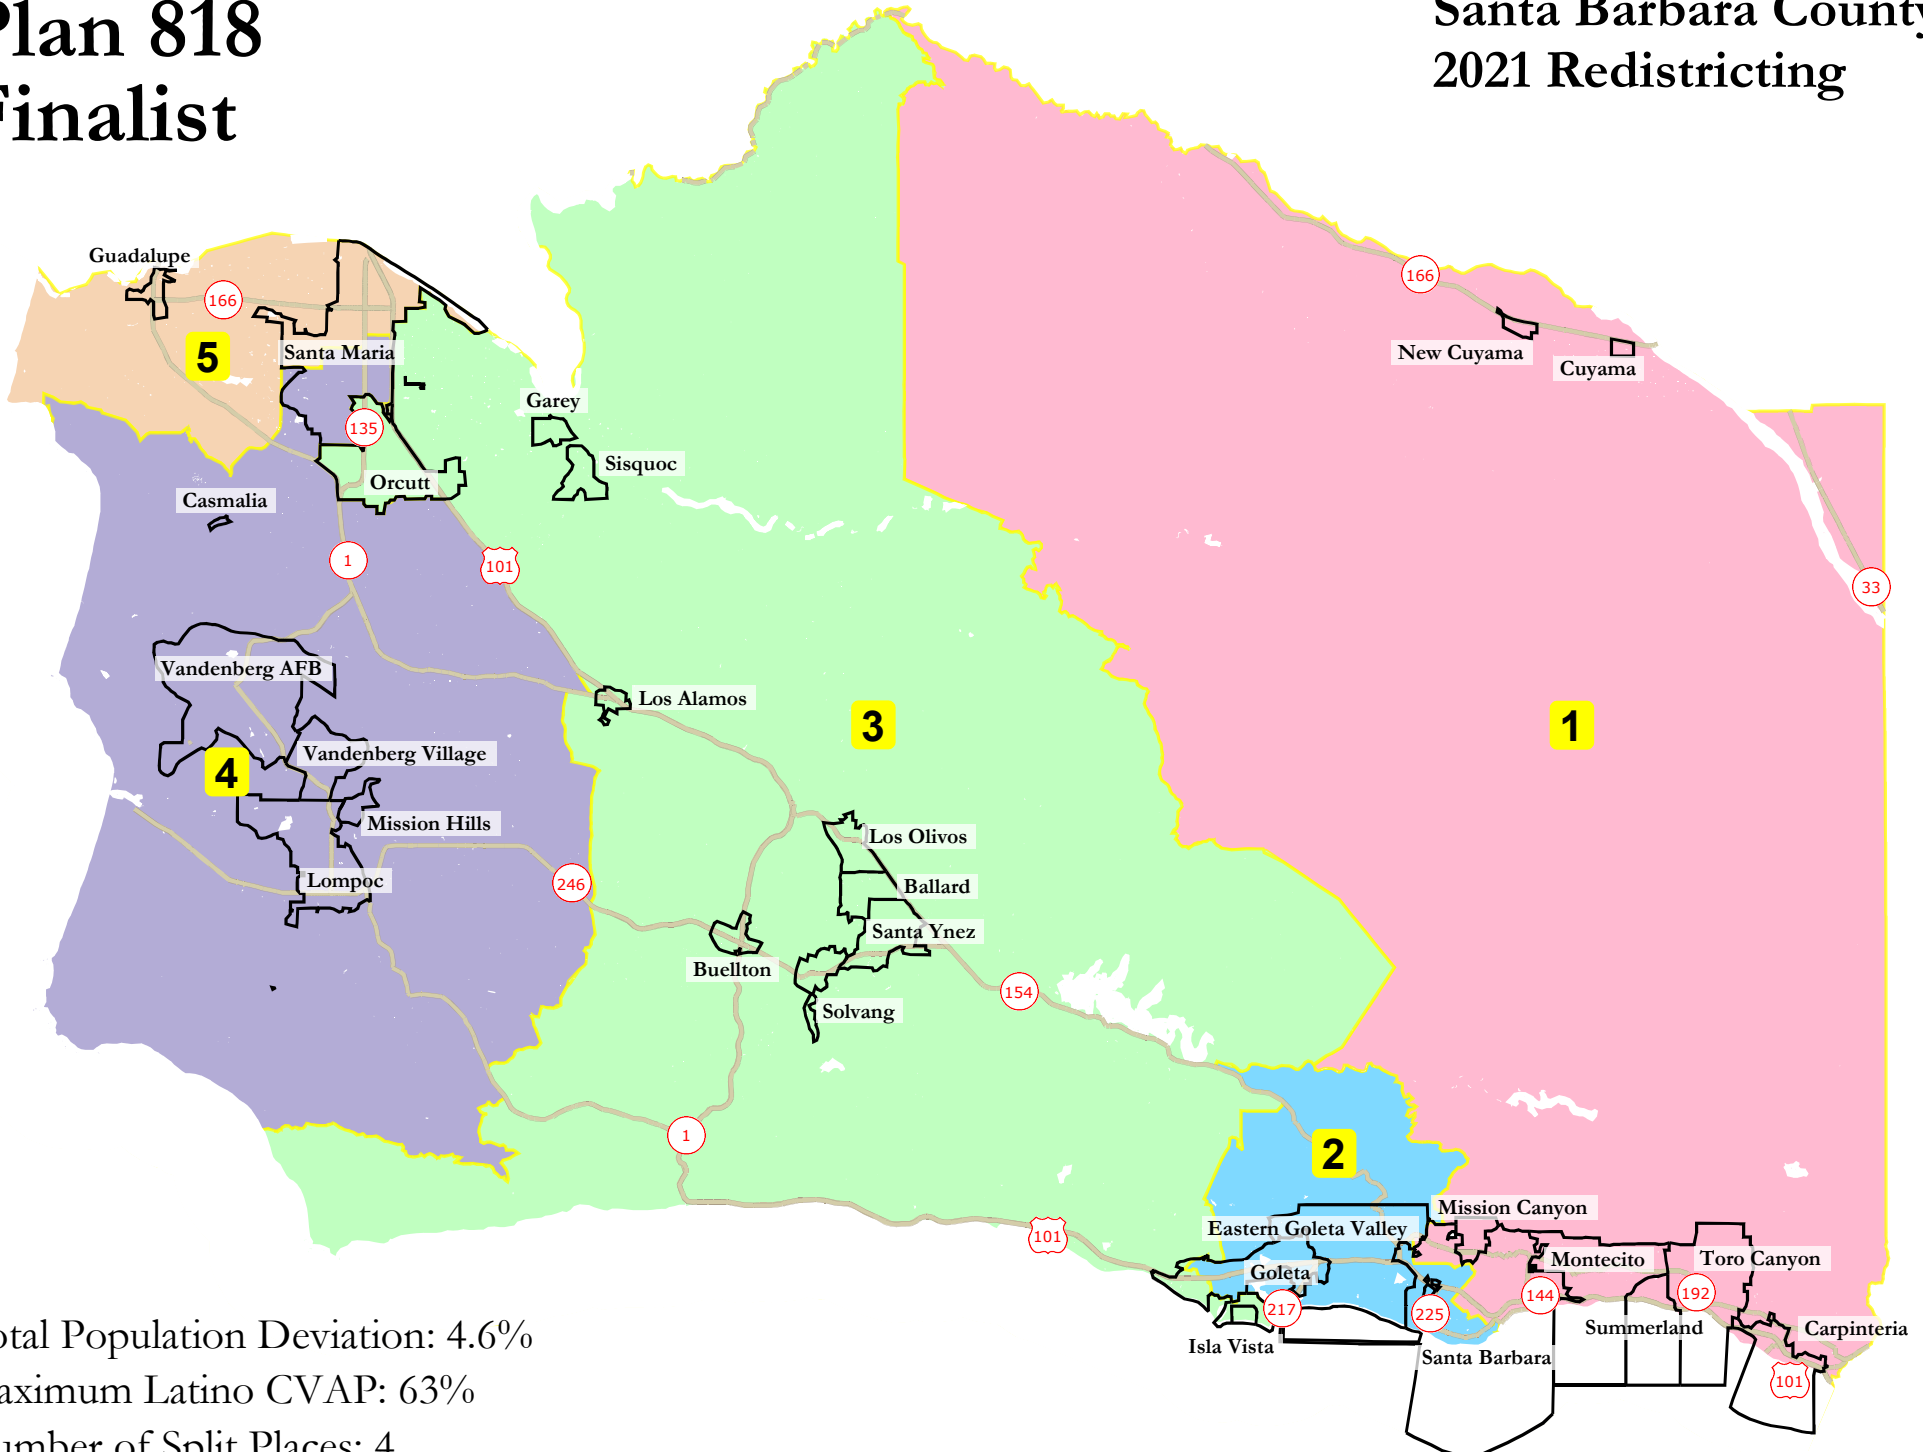 Plan 818
Finalist
Santa Barbara County
2021 Redistricting
Guadalupe
166
5
Santa Maria
166
New Cuyama
Cuyama
Garey
135
Sisquoc
Orcutt
Casmalia
1
101
33
Vandenberg AFB
Los Alamos
3
1
Vandenberg Village
4
Mission Hills
Los Olivos
Lompoc
246
Ballard
Santa Ynez
Buellton
154
Solvang
1
2
Mission Canyon
Eastern Goleta Valley
101
Montecito
Toro Canyon
Goleta
217
225
144
192
Summerland
Carpinteria
Isla Vista
Santa Barbara
101
otal Population Deviation: 4.6%
aximum Latino CVAP: 63%
umber of Split Places: 4